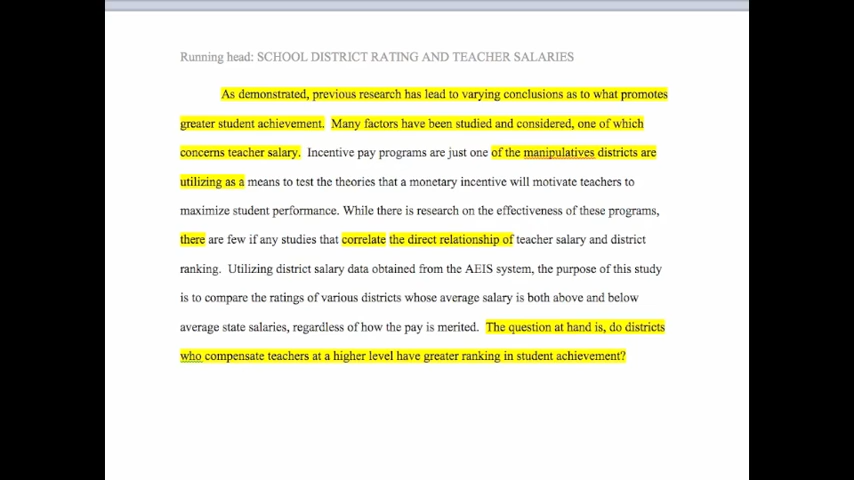 Running head: SCHOOL DISTRICT RATING AND TEACHER SALARIES
As demonstrated, previous research has lead to varying conclusions as to what promotes
greater student achievement. Many factors have been studied and considered, one of which
concerns teacher salary. Incentive pay programs are just one of the manipulatives districts are
utilizing as a means to test the theories that a monetary incentive will motivate teachers to
maximize student performance. While there is research on the effectiveness of these programs,
there are few if any studies that correlate the direct relationship of teacher salary and district
ranking. Utilizing district salary data obtained from the AEIS system, the purpose of this study
is to compare the ratings of various districts whose average salary is both above and below
average state salaries, regardless of how the pay is merited. The question at hand is, do districts
who compensate teachers at a higher level have greater ranking in student achievement?